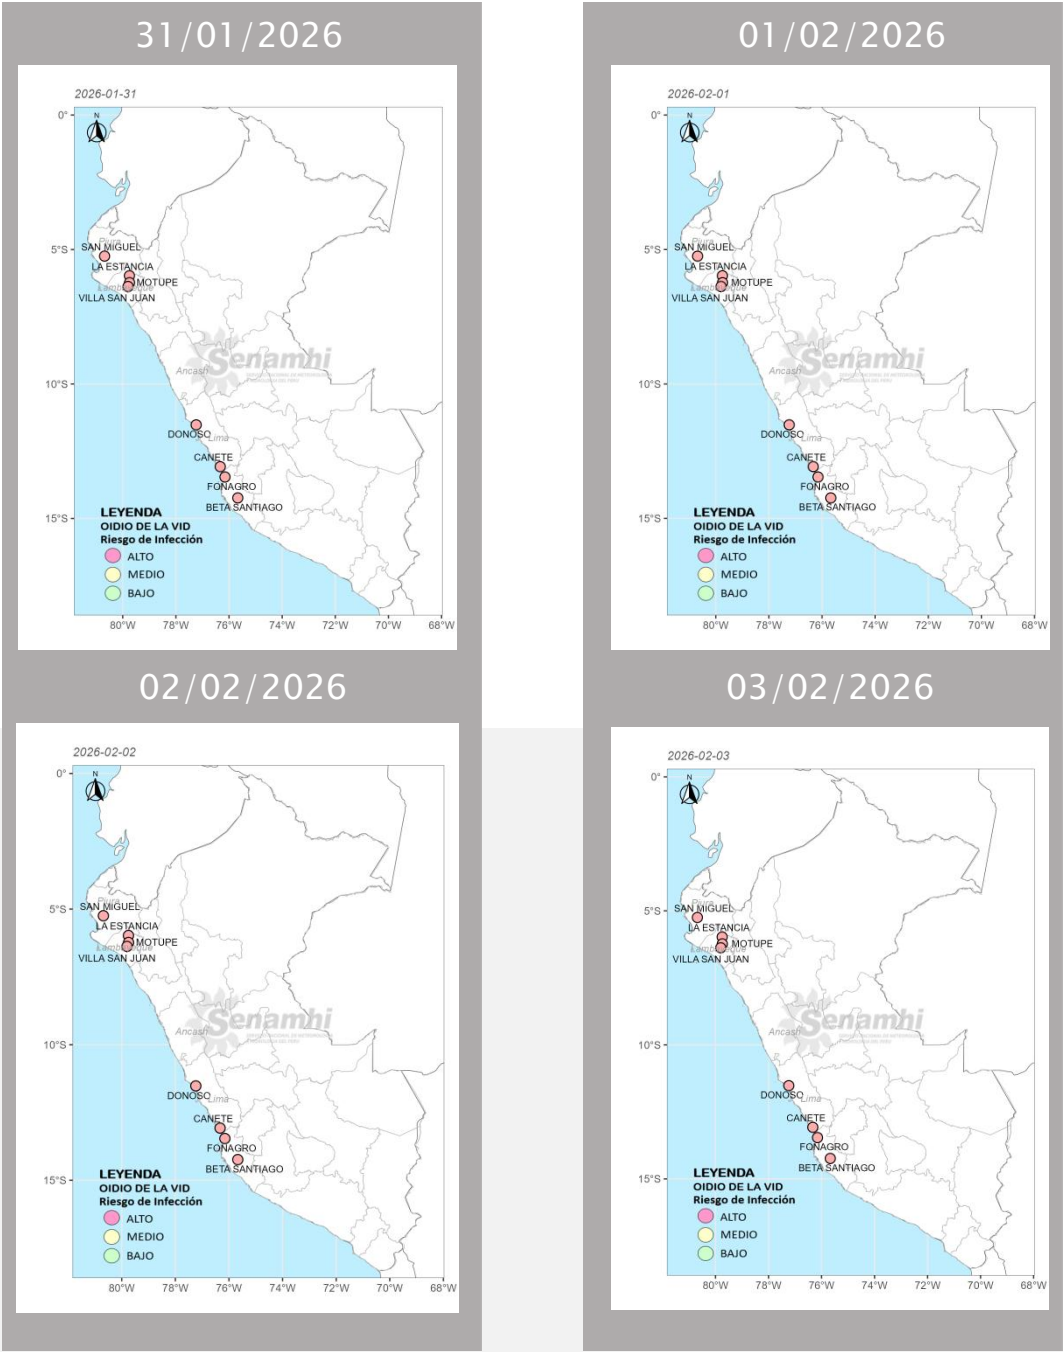 31/01/2026
2026-01-31
N
0°
Piura
SAN MIGUEL
5°S
LA ESTANCIA
MOTUPE
Lambayeque
VILLA SAN JUAN
Senamhi
Ancash
10°S
DONOSO
Lima
CANETE
FONAGRO
BETA SANTIAGO
15°S
LEYENDA
OIDIO DE LA VID
Riesgo de Infección
ALTO
MEDIO
BAJO
80°W 78°W 76°W 74°W 72°W 70°W 68°W
01/02/2026
2026-02-01
N
0°
Piura
SAN MIGUEL
5°S
LA ESTANCIA
MOTUPE
Lambayeque
VILLA SAN JUAN
Senamhi
Ancash
10°S
DONOSO
Lima
CANETE
FONAGRO
BETA SANTIAGO
15°S
LEYENDA
OIDIO DE LA VID
Riesgo de Infección
ALTO
MEDIO
BAJO
80°W 78°W 76°W 74°W 72°W 70°W 68°W
02/02/2026
2026-02-02
N
0°
Piura
SAN MIGUEL
5°S
LA ESTANCIA
MOTUPE
Lambayeque
VILLA SAN JUAN
Senamhi
Ancash
10°S
DONOSO
Lima
CANETE
FONAGRO
BETA SANTIAGO
15°S
LEYENDA
OIDIO DE LA VID
Riesgo de Infección
ALTO
MEDIO
BAJO
80°W 78°W 76°W 74°W 72°W 70°W 68°W
03/02/2026
2026-02-03
N
0°
Piura
SAN MIGUEL
5°S
LA ESTANCIA
MOTUPE
Lambayeque
VILLA SAN JUAN
Senamhi
Ancash
10°S
DONOSO
Lima
CANETE
FONAGRO
BETA SANTIAGO
15°S
LEYENDA
OIDIO DE LA VID
Riesgo de Infección
ALTO
MEDIO
BAJO
80°W 78°W 76°W 74°W 72°W 70°W 68°W